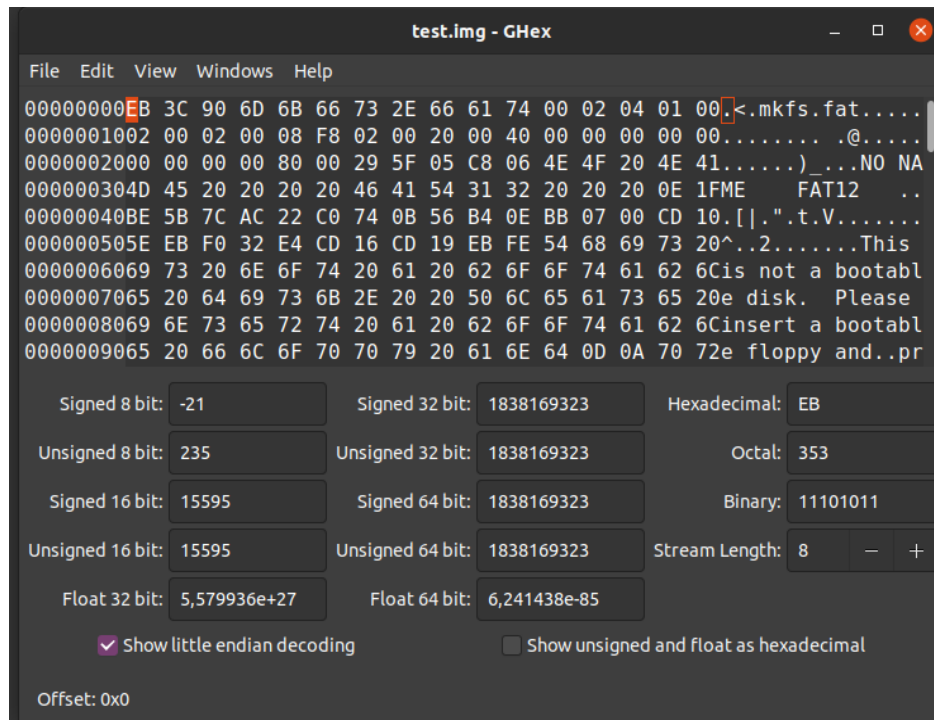 test.img - GHex
File Edit View Windows Help
00000000EB 3C 90 6D 6B 66 73 2E 66 61 74 00 02 04 01 00.<.mkfs.fat.....
0000001002 00 02 00 08 F8 02 00 20 00 40 00 00 00 00 00........ .@.....
0000002000 00 00 00 80 00 29 5F 05 C8 06 4E 4F 20 4E 41......)_...NO NA
000000304D 45 20 20 20 20 46 41 54 31 32 20 20 20 0E 1FME    FAT12   ..
00000040BE 5B 7C AC 22 C0 74 0B 56 B4 0E BB 07 00 CD 10.[|.".t.V.......
000000505E EB F0 32 E4 CD 16 CD 19 EB FE 54 68 69 73 20^..2.......This
0000006069 73 20 6E 6F 74 20 61 20 62 6F 6F 74 61 62 6Cis not a bootabl
0000007065 20 64 69 73 6B 2E 20 20 50 6C 65 61 73 65 20e disk.  Please
0000008069 6E 73 65 72 74 20 61 20 62 6F 6F 74 61 62 6Cinsert a bootabl
0000009065 20 66 6C 6F 70 70 79 20 61 6E 64 0D 0A 70 72e floppy and..pr
Signed 8 bit: -21 Signed 32 bit: 1838169323 Hexadecimal: EB
Unsigned 8 bit: 235 Unsigned 32 bit: 1838169323 Octal: 353
Signed 16 bit: 15595 Signed 64 bit: 1838169323 Binary: 11101011
Unsigned 16 bit: 15595 Unsigned 64 bit: 1838169323 Stream Length: 8 − +
Float 32 bit: 5,579936e+27 Float 64 bit: 6,241438e-85
Show little endian decoding Show unsigned and float as hexadecimal
Offset: 0x0